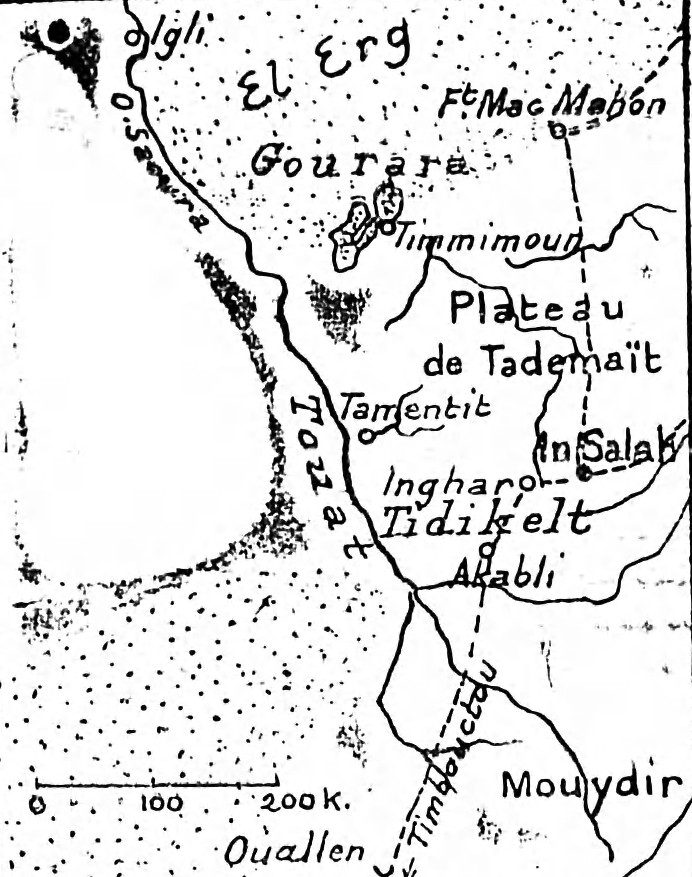 Igli
El Erg
Ft. Mac Mahon
O. Saoura
Gourara
Timmimoun
Plateau
de Tademaït
Tamentit
Touat
In Salah
Inghar
Tidikelt
Akabli
Timbouctou
Mouydir
0 100 200 K.
Ouallen